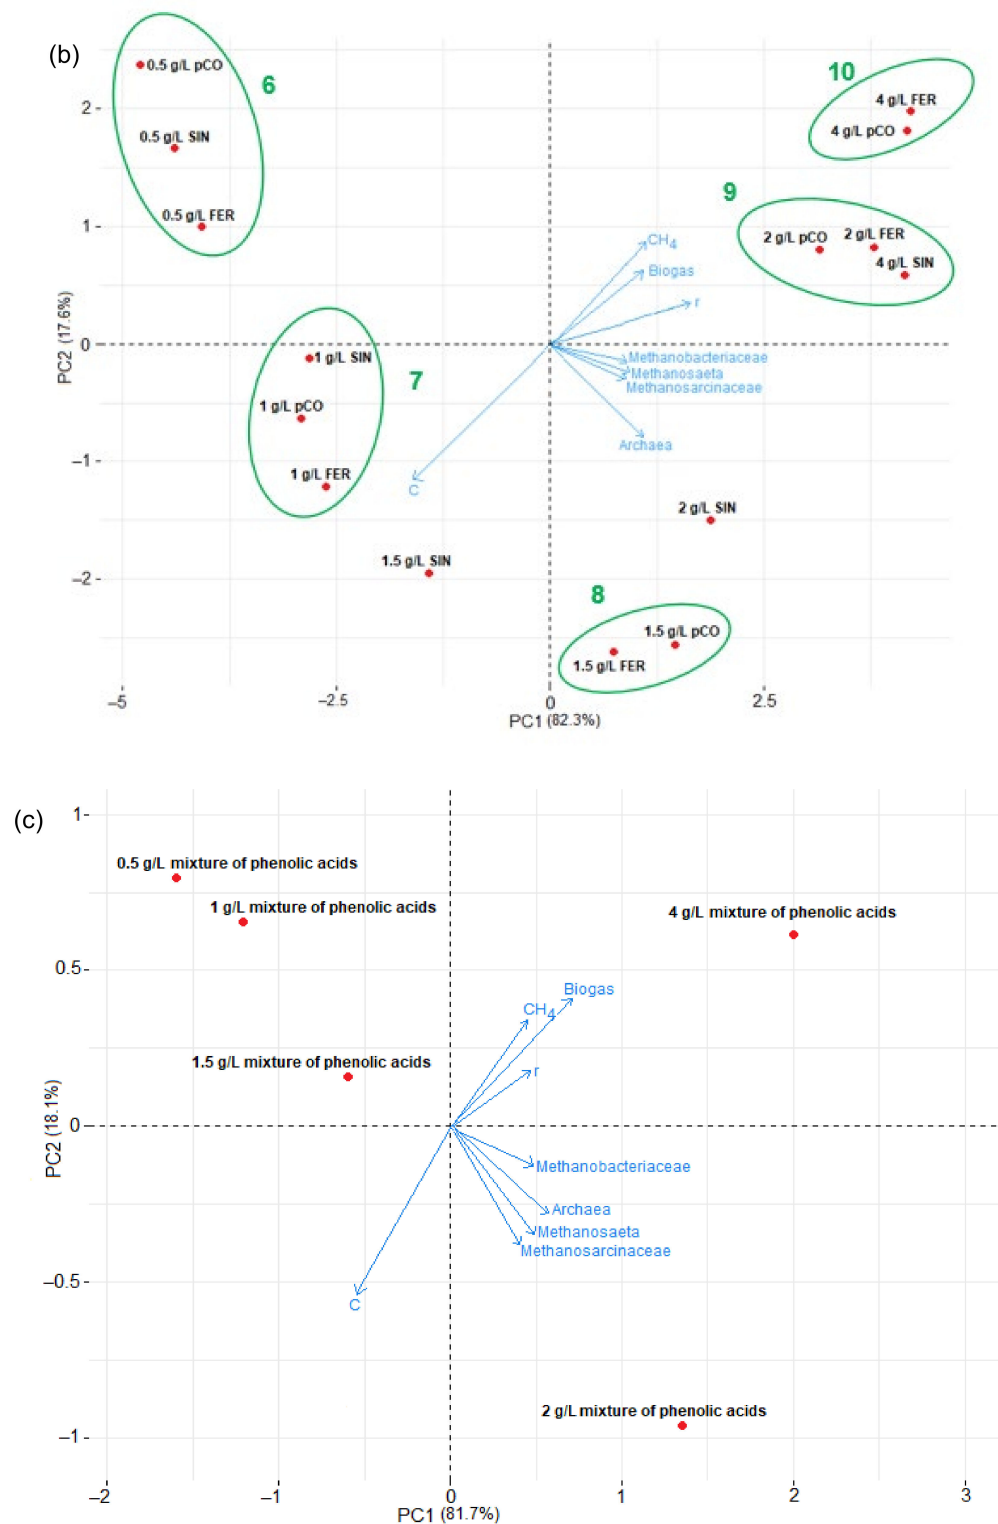 (b)
0.5 g/L pCO
6
0.5 g/L SIN
0.5 g/L FER
10
4 g/L FER
4 g/L pCO
9
2 g/L pCO
2 g/L FER
4 g/L SIN
CH4
Biogas
r
Methanobacteriaceae
Methanosaeta
Methanosarcinaceae
Archaea
C
1 g/L SIN
7
1 g/L pCO
1 g/L FER
2 g/L SIN
1.5 g/L SIN
8
1.5 g/L pCO
1.5 g/L FER
2
1
0
–1
–2
PC2 (17.6%)
–5
–2.5
0
2.5
PC1 (82.3%)
(c)
1
0.5
0
–0.5
–1
PC2 (18.1%)
0.5 g/L mixture of phenolic acids
1 g/L mixture of phenolic acids
4 g/L mixture of phenolic acids
Biogas
CH4
1.5 g/L mixture of phenolic acids
r
Methanobacteriaceae
Archaea
Methanosaeta
Methanosarcinaceae
C
2 g/L mixture of phenolic acids
–2
–1
0
1
2
3
PC1 (81.7%)